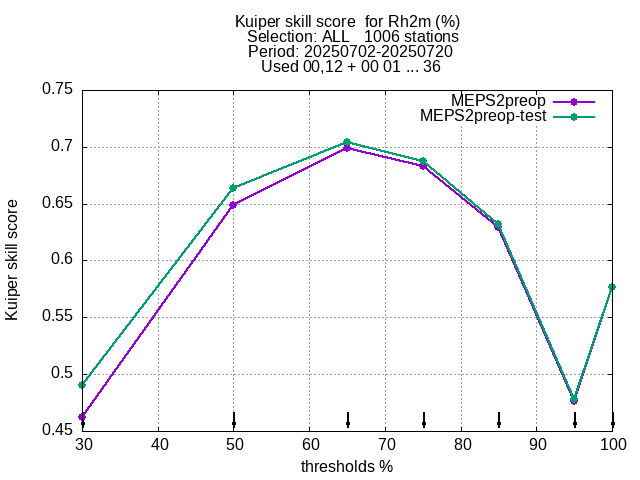 Kuiper skill score  for Rh2m (%)
Selection: ALL   1006 stations
Period: 20250702-20250720
Used 00,12 + 00 01 ... 36
MEPS2preop
MEPS2preop-test
0.75
0.7
0.65
0.6
0.55
0.5
0.45
Kuiper skill score
30 40 50 60 70 80 90 100
thresholds %